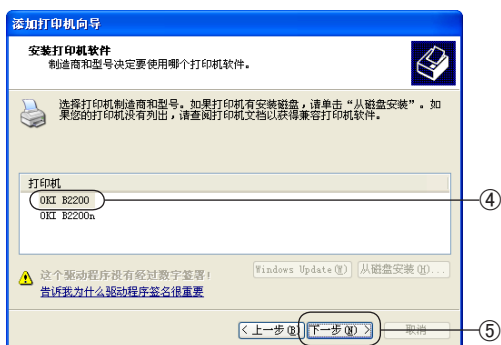 添加打印机向导
安装打印机软件
制造商和型号决定要使用哪个打印机软件。
选择打印机制造商和型号。如果打印机有安装磁盘，请单击“从磁盘安装”。如
果您的打印机没有列出，请查阅打印机文档以获得兼容打印机软件。
打印机
OKI B2200
④
OKI B2200n
这个驱动程序没有经过数字签署！
Windows Update(W)
从磁盘安装(H)...
告诉我为什么驱动程序签名很重要
< 上一步(B)
下一步(N) >
取消
⑤